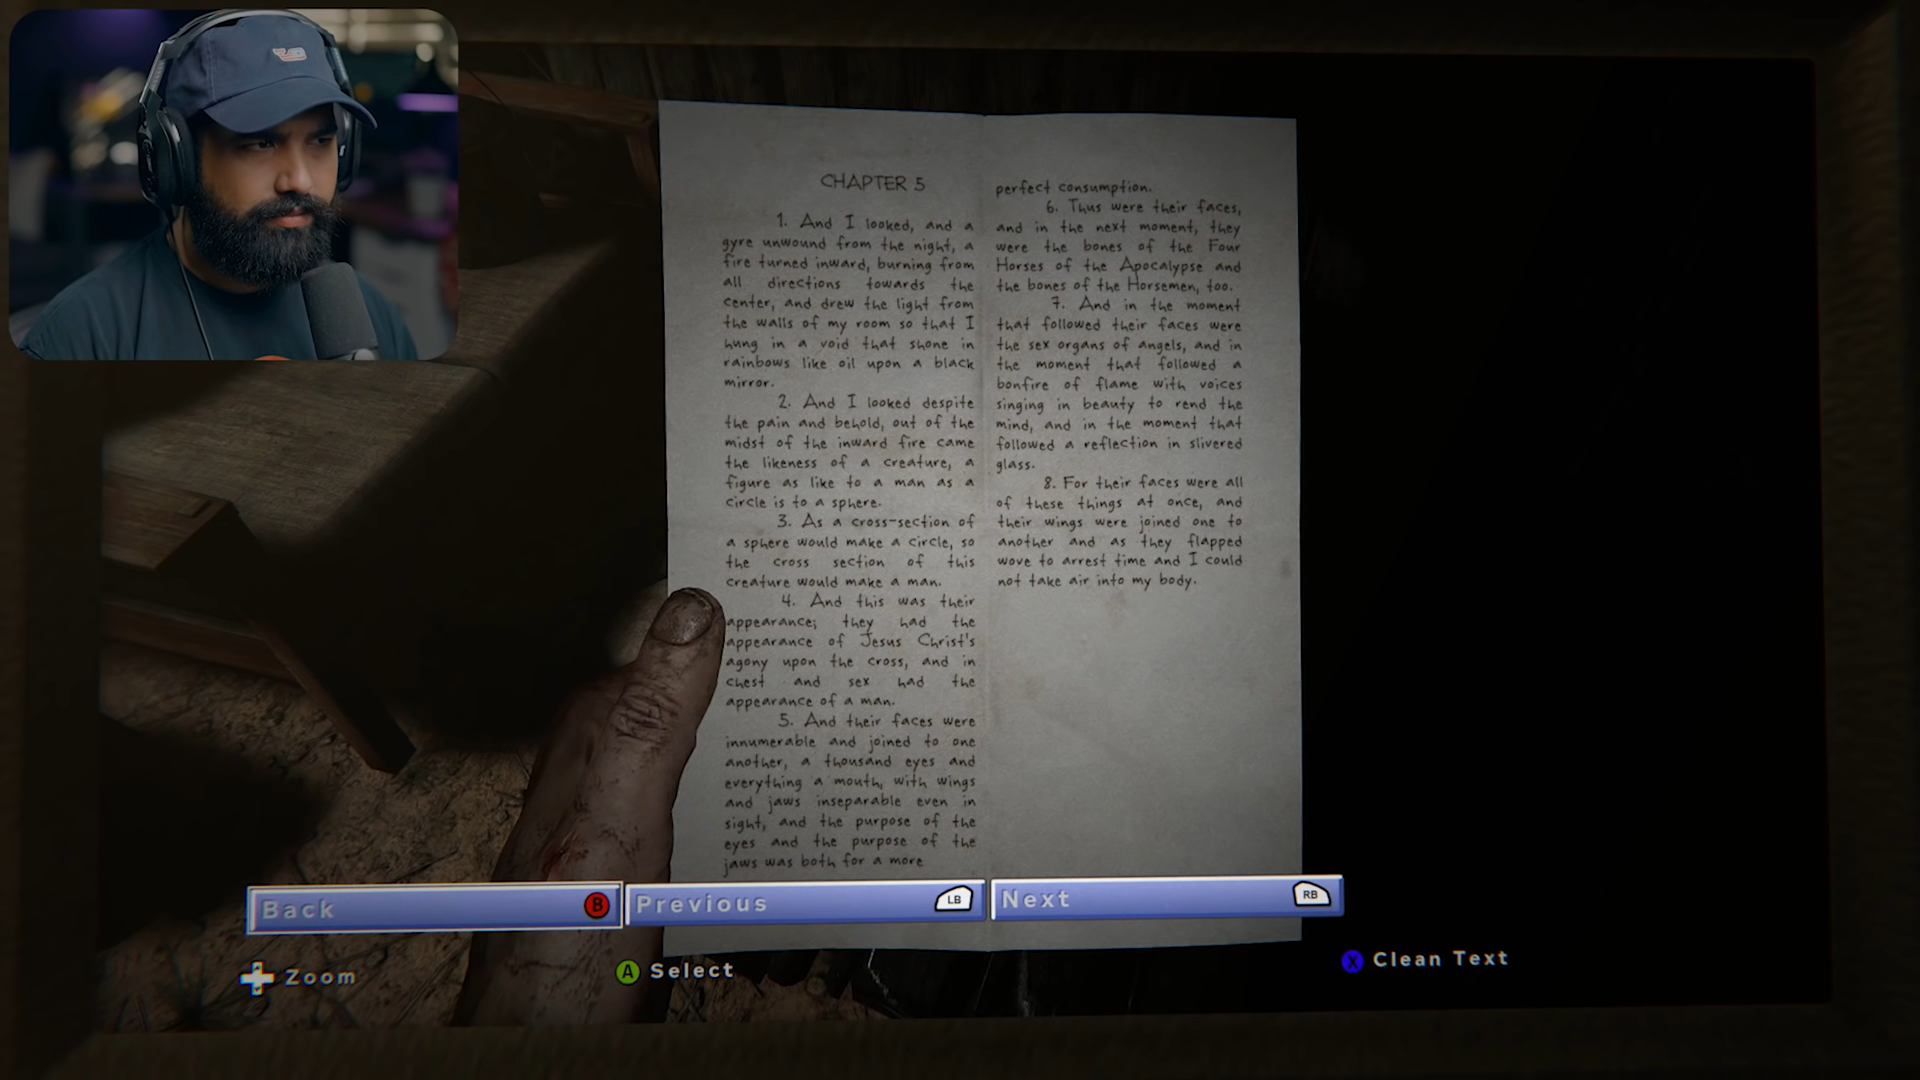 CHAPTER 5
1. And I looked, and a
gyre unwound from the night, a
fire turned inward, burning from
all directions towards the
center, and drew the light from
the walls of my room so that I
hung in a void that shone in
rainbows like oil upon a black
mirror.
2. And I looked despite
the pain and behold, out of the
midst of the inward fire came
the likeness of a creature, a
figure as like to a man as a
circle is to a sphere.
3. As a cross-section of
a sphere would make a circle, so
the cross section of this
creature would make a man.
4. And this was their
appearance; they had the
appearance of Jesus Christ's
agony upon the cross, and in
chest and sex had the
appearance of a man.
5. And their faces were
innumerable and joined to one
another, a thousand eyes and
everything a mouth, with wings
and jaws inseparable even in
sight, and the purpose of the
eyes and the purpose of the
jaws was both for a more
perfect consumption.
6. Thus were their faces,
and in the next moment, they
were the bones of the Four
Horses of the Apocalypse and
the bones of the Horsemen, too.
7. And in the moment
that followed their faces were
the sex organs of angels, and in
the moment that followed a
bonfire of flame with voices
singing in beauty to rend the
mind, and in the moment that
followed a reflection in slivered
glass.
8. For their faces were all
of these things at once, and
their wings were joined one to
another and as they flapped
wove to arrest time and I could
not take air into my body.
Back B
Previous LB
Next RB
Zoom
A Select
X Clean Text